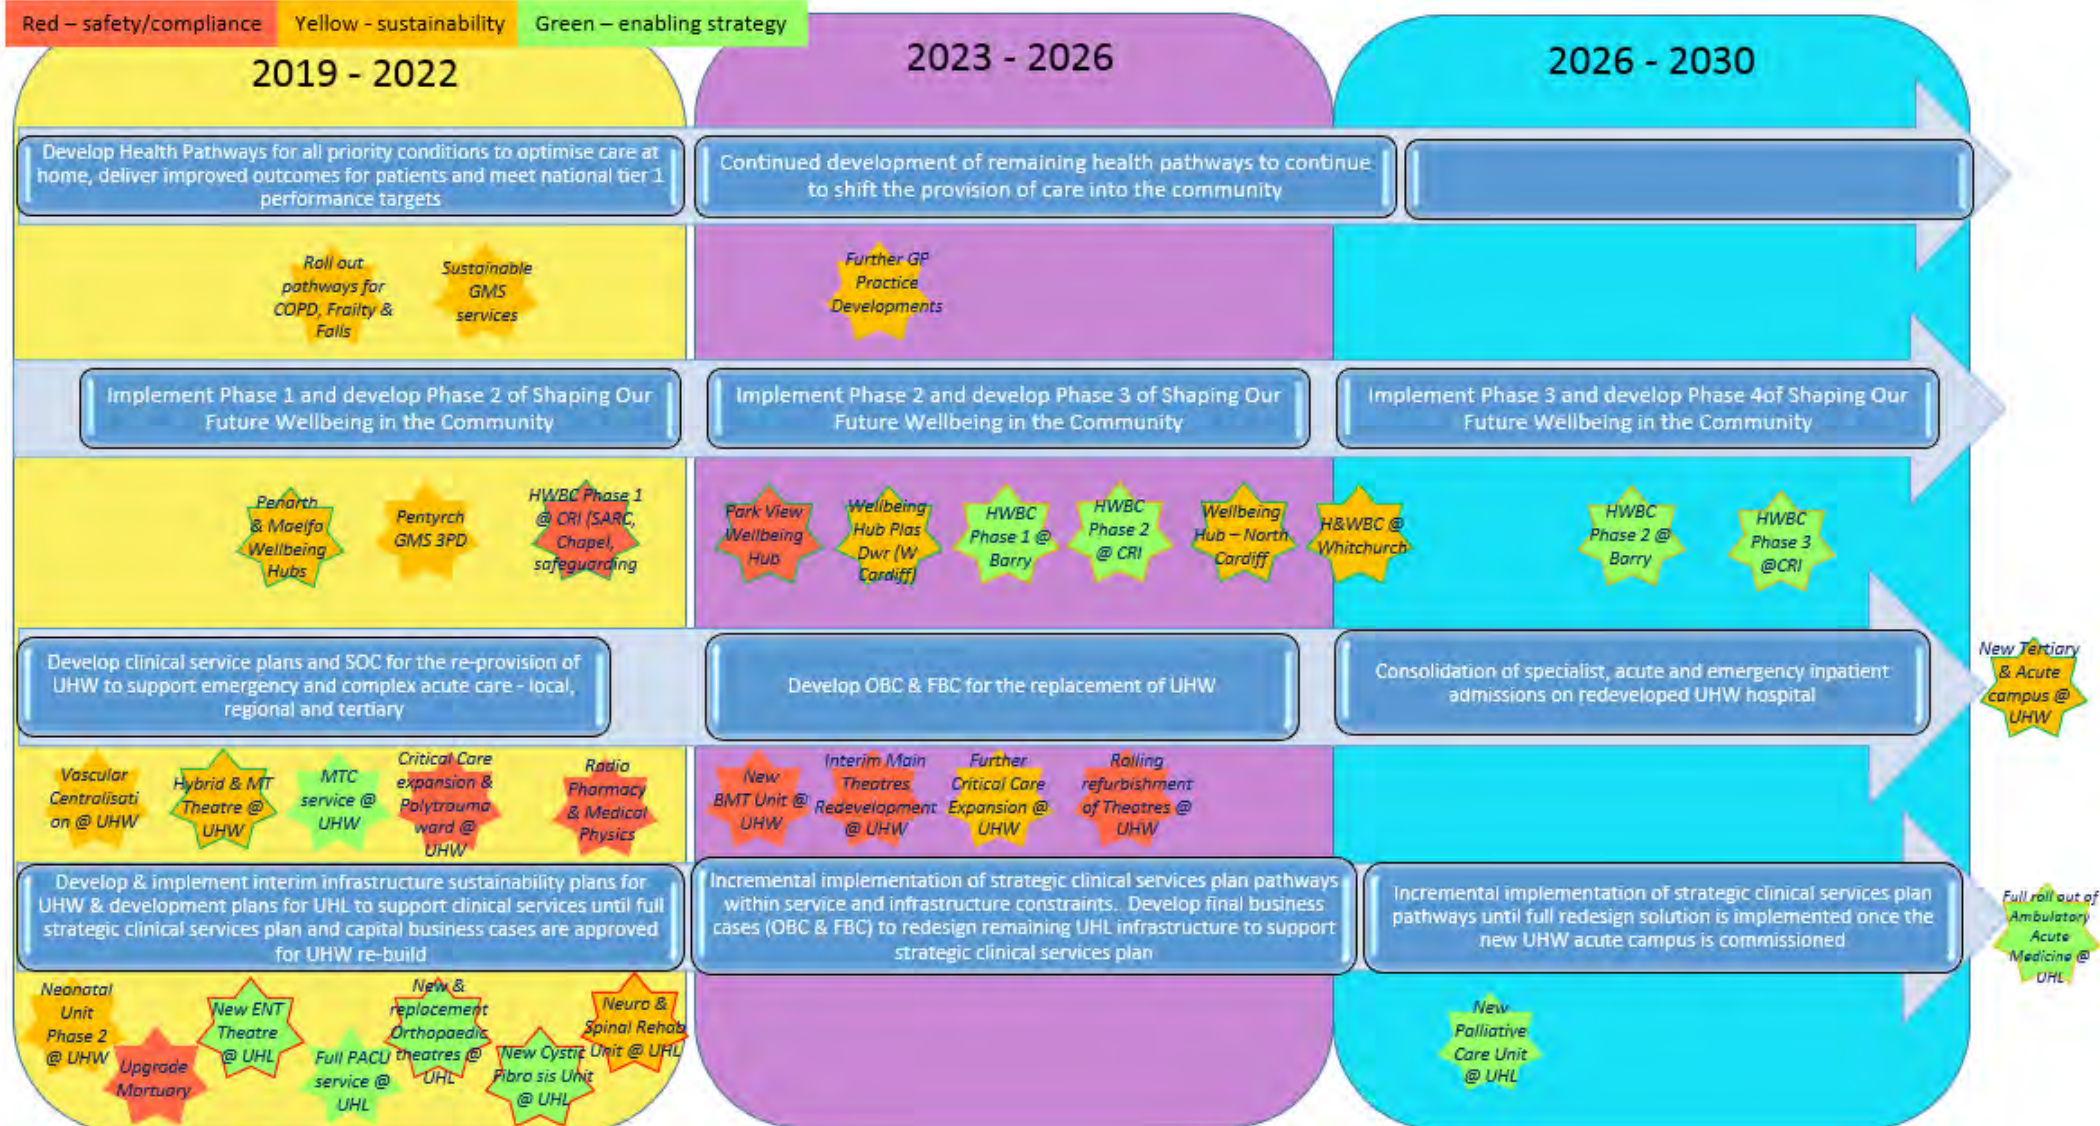 Red – safety/compliance
Yellow - sustainability
Green – enabling strategy
2019 - 2022
2023 - 2026
2026 - 2030
Develop Health Pathways for all priority conditions to optimise care at
home, deliver improved outcomes for patients and meet national tier 1
performance targets
Continued development of remaining health pathways to continue
to shift the provision of care into the community
Roll out
pathways for
COPD, Frailty &
Falls
Sustainable
GMS
services
Further GP
Practice
Developments
Implement Phase 1 and develop Phase 2 of Shaping Our
Future Wellbeing in the Community
Implement Phase 2 and develop Phase 3 of Shaping Our
Future Wellbeing in the Community
Implement Phase 3 and develop Phase 4of Shaping Our
Future Wellbeing in the Community
Penarth
& Maelfa
Wellbeing
Hubs
Pentyrch
GMS 3PD
HWBC Phase 1
@ CRI (SARC,
Chapel,
safeguarding
Park View
Wellbeing
Hub
Wellbeing
Hub Plas
Dwr (W
Cardiff)
HWBC
Phase 1 @
Barry
HWBC
Phase 2
@ CRI
Wellbeing
Hub – North
Cardiff
H&WBC @
Whitchurch
HWBC
Phase 2 @
Barry
HWBC
Phase 3
@CRI
Develop clinical service plans and SOC for the re-provision of
UHW to support emergency and complex acute care - local,
regional and tertiary
Develop OBC & FBC for the replacement of UHW
Consolidation of specialist, acute and emergency inpatient
admissions on redeveloped UHW hospital
New Tertiary
& Acute
campus @
UHW
Vascular
Centralisati
on @ UHW
Hybrid & MT
Theatre @
UHW
MTC
service @
UHW
Critical Care
expansion &
Polytrauma
ward @
UHW
Radio
Pharmacy
& Medical
Physics
New
BMT Unit @
UHW
Interim Main
Theatres
Redevelopment
@ UHW
Further
Critical Care
Expansion @
UHW
Rolling
refurbishment
of Theatres @
UHW
Develop & implement interim infrastructure sustainability plans for
UHW & development plans for UHL to support clinical services until full
strategic clinical services plan and capital business cases are approved
for UHW re-build
Incremental implementation of strategic clinical services plan pathways
within service and infrastructure constraints. Develop final business
cases (OBC & FBC) to redesign remaining UHL infrastructure to support
strategic clinical services plan
Incremental implementation of strategic clinical services plan
pathways until full redesign solution is implemented once the
new UHW acute campus is commissioned
Full roll out of
Ambulatory
Acute
Medicine @
UHL
Neonatal
Unit
Phase 2
@ UHW
Upgrade
Mortuary
New ENT
Theatre
@ UHL
Full PACU
service @
UHL
New &
replacement
Orthopaedic
theatres @
UHL
New Cystic
Fibro sis Unit
@ UHL
Neuro &
Spinal Rehab
Unit @ UHL
New
Palliative
Care Unit
@ UHL